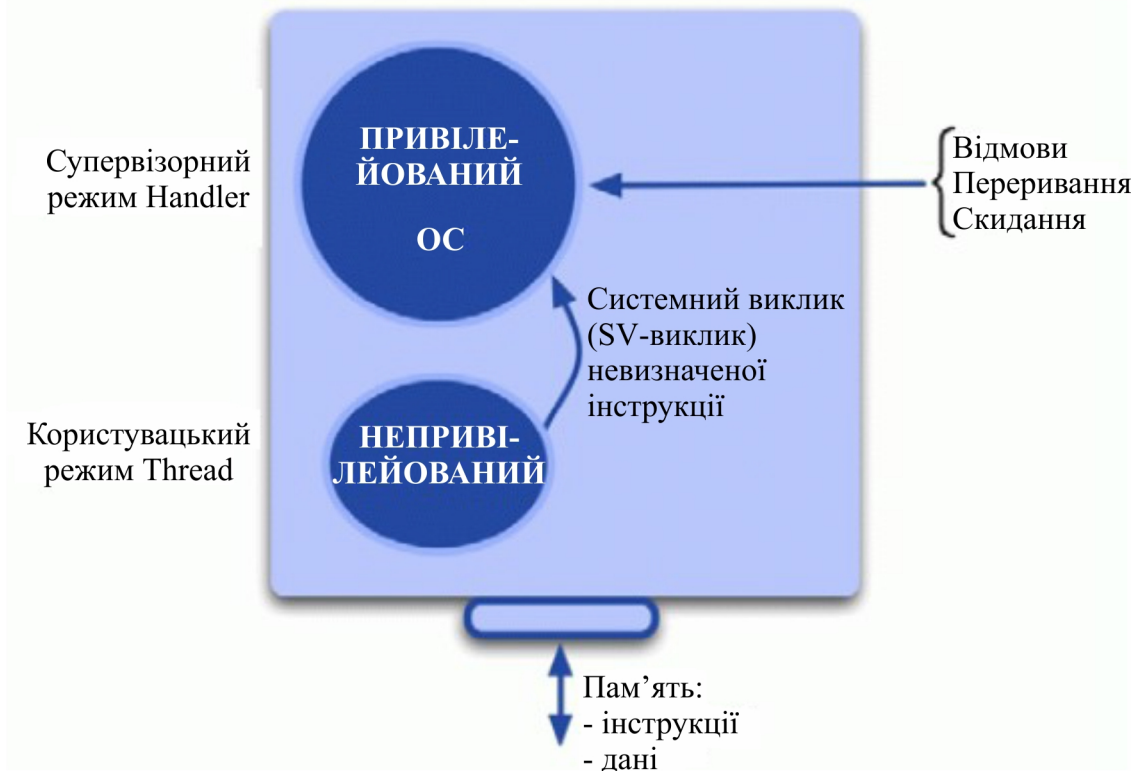 ПРИВІЛЕ-
ЙОВАНИЙ
ОС
Супервізорний
режим Handler
Відмови
Переривання
Скидання
Системний виклик
(SV-виклик)
невизначеної
інструкції
Користувацький
режим Thread
НЕПРИВІ-
ЛЕЙОВАНИЙ
Пам’ять:
- інструкції
- дані